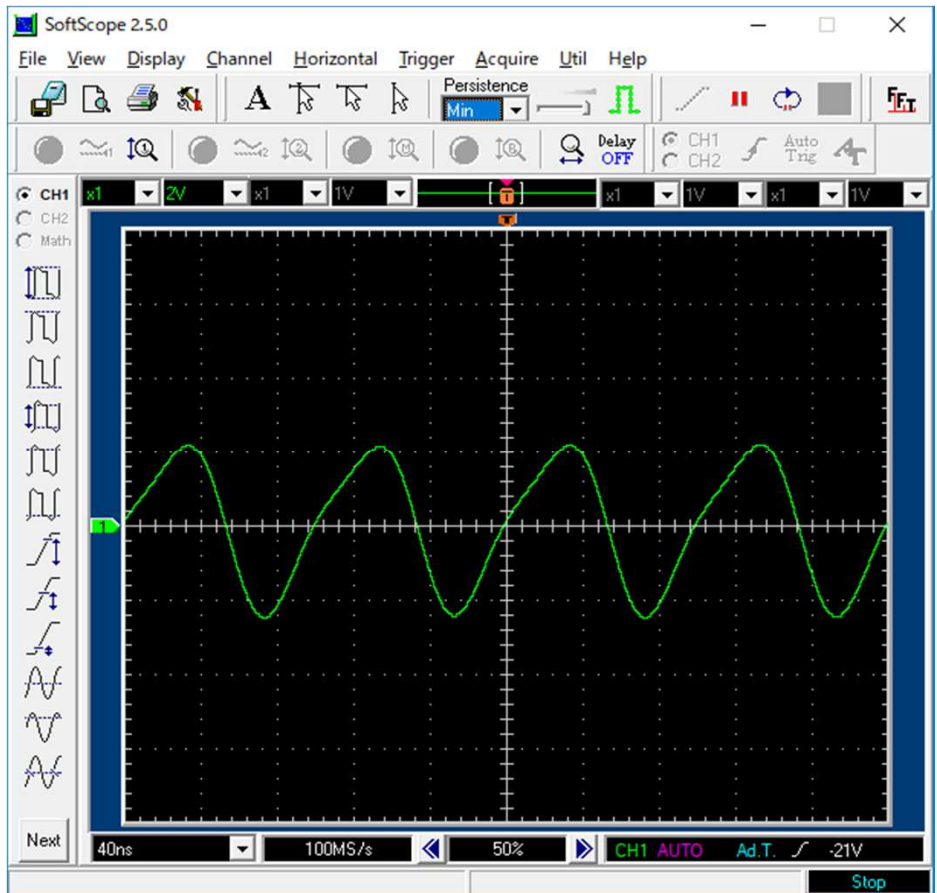 SoftScope 2.5.0
File View Display Channel Horizontal Trigger Acquire Util Help
Persistence
A Min FFT
Delay
OFF
CH1
CH2
Auto
Trig
CH1 x1 2V x1 1V [T] x1 1V x1 1V
CH2
Math
T
1
Next
40ns 100MS/s 50% CH1 AUTO Ad.T. -21V
Stop